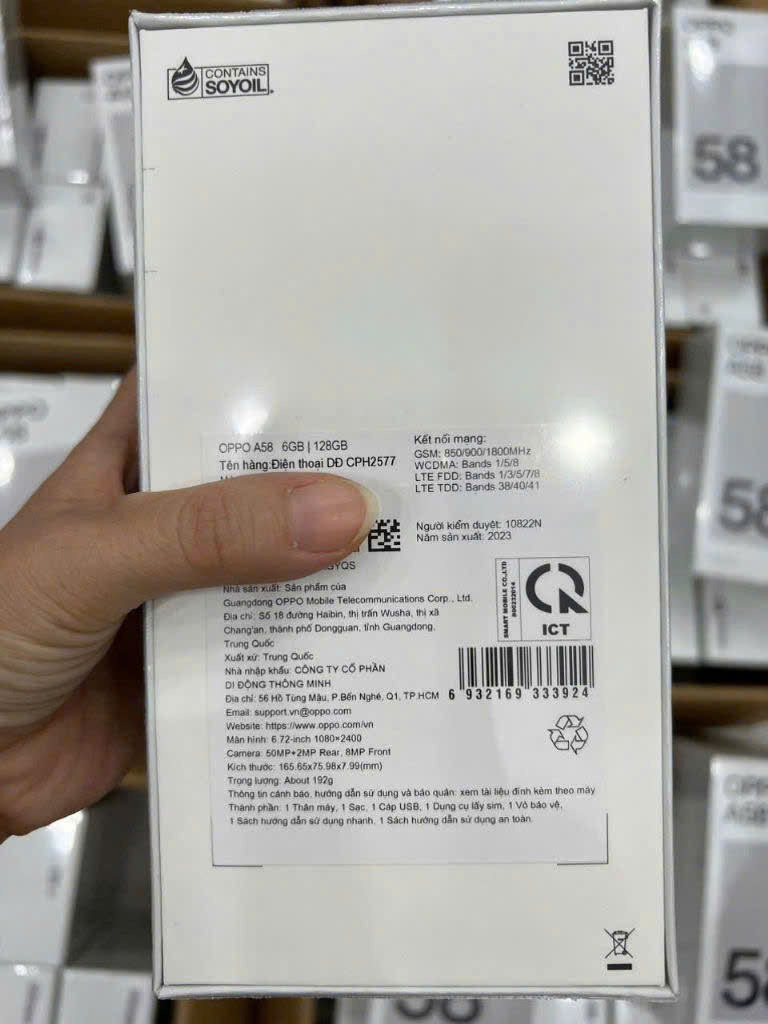 CONTAINS
SOYOIL
OPPO A58 6GB | 128GB
Tên hàng:Điện thoại DĐ CPH2577
Kết nối mạng:
GSM: 850/900/1800MHz
WCDMA: Bands 1/5/8
LTE FDD: Bands 1/3/5/7/8
LTE TDD: Bands 38/40/41
Người kiểm duyệt: 10822N
Năm sản xuất: 2023
Nhà sản xuất: Sản phẩm của
Guangdong OPPO Mobile Telecommunications Corp., Ltd.
Địa chỉ: Số 18 đường Haibin, thị trấn Wusha, thị xã
Chang'an, thành phố Dongguan, tỉnh Guangdong,
Trung Quốc
Xuất xứ: Trung Quốc
Nhà nhập khẩu: CÔNG TY CỔ PHẦN
DI ĐỘNG THÔNG MINH
Địa chỉ: 56 Hồ Tùng Mậu, P.Bến Nghé, Q1, TP.HCM
Email: support.vn@oppo.com
Website: https://www.oppo.com/vn
Màn hình: 6.72-inch 1080×2400
Camera: 50MP+2MP Rear, 8MP Front
Kích thước: 165.65x75.98x7.99(mm)
Trọng lượng: About 192g
Thông tin cảnh báo, hướng dẫn sử dụng và bảo quản: xem tài liệu đính kèm theo máy
Thành phần: 1 Thân máy, 1 Sạc, 1 Cáp USB, 1 Dụng cụ lấy sim, 1 Vỏ bảo vệ,
1 Sách hướng dẫn sử dụng nhanh, 1 Sách hướng dẫn sử dụng an toàn.
SMART MOBILE CO.,LTD
ICT
6 932169 333924
58
58
58